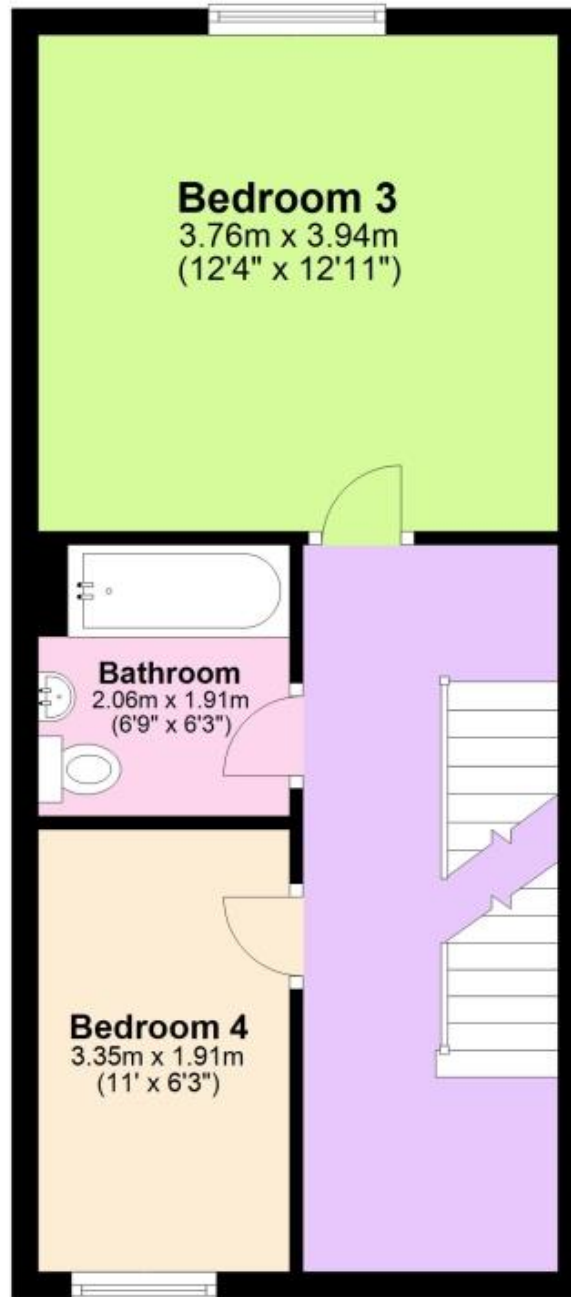 Bedroom 3
3.76m x 3.94m
(12'4" x 12'11")
Bathroom
2.06m x 1.91m
(6'9" x 6'3")
Bedroom 4
3.35m x 1.91m
(11' x 6'3")